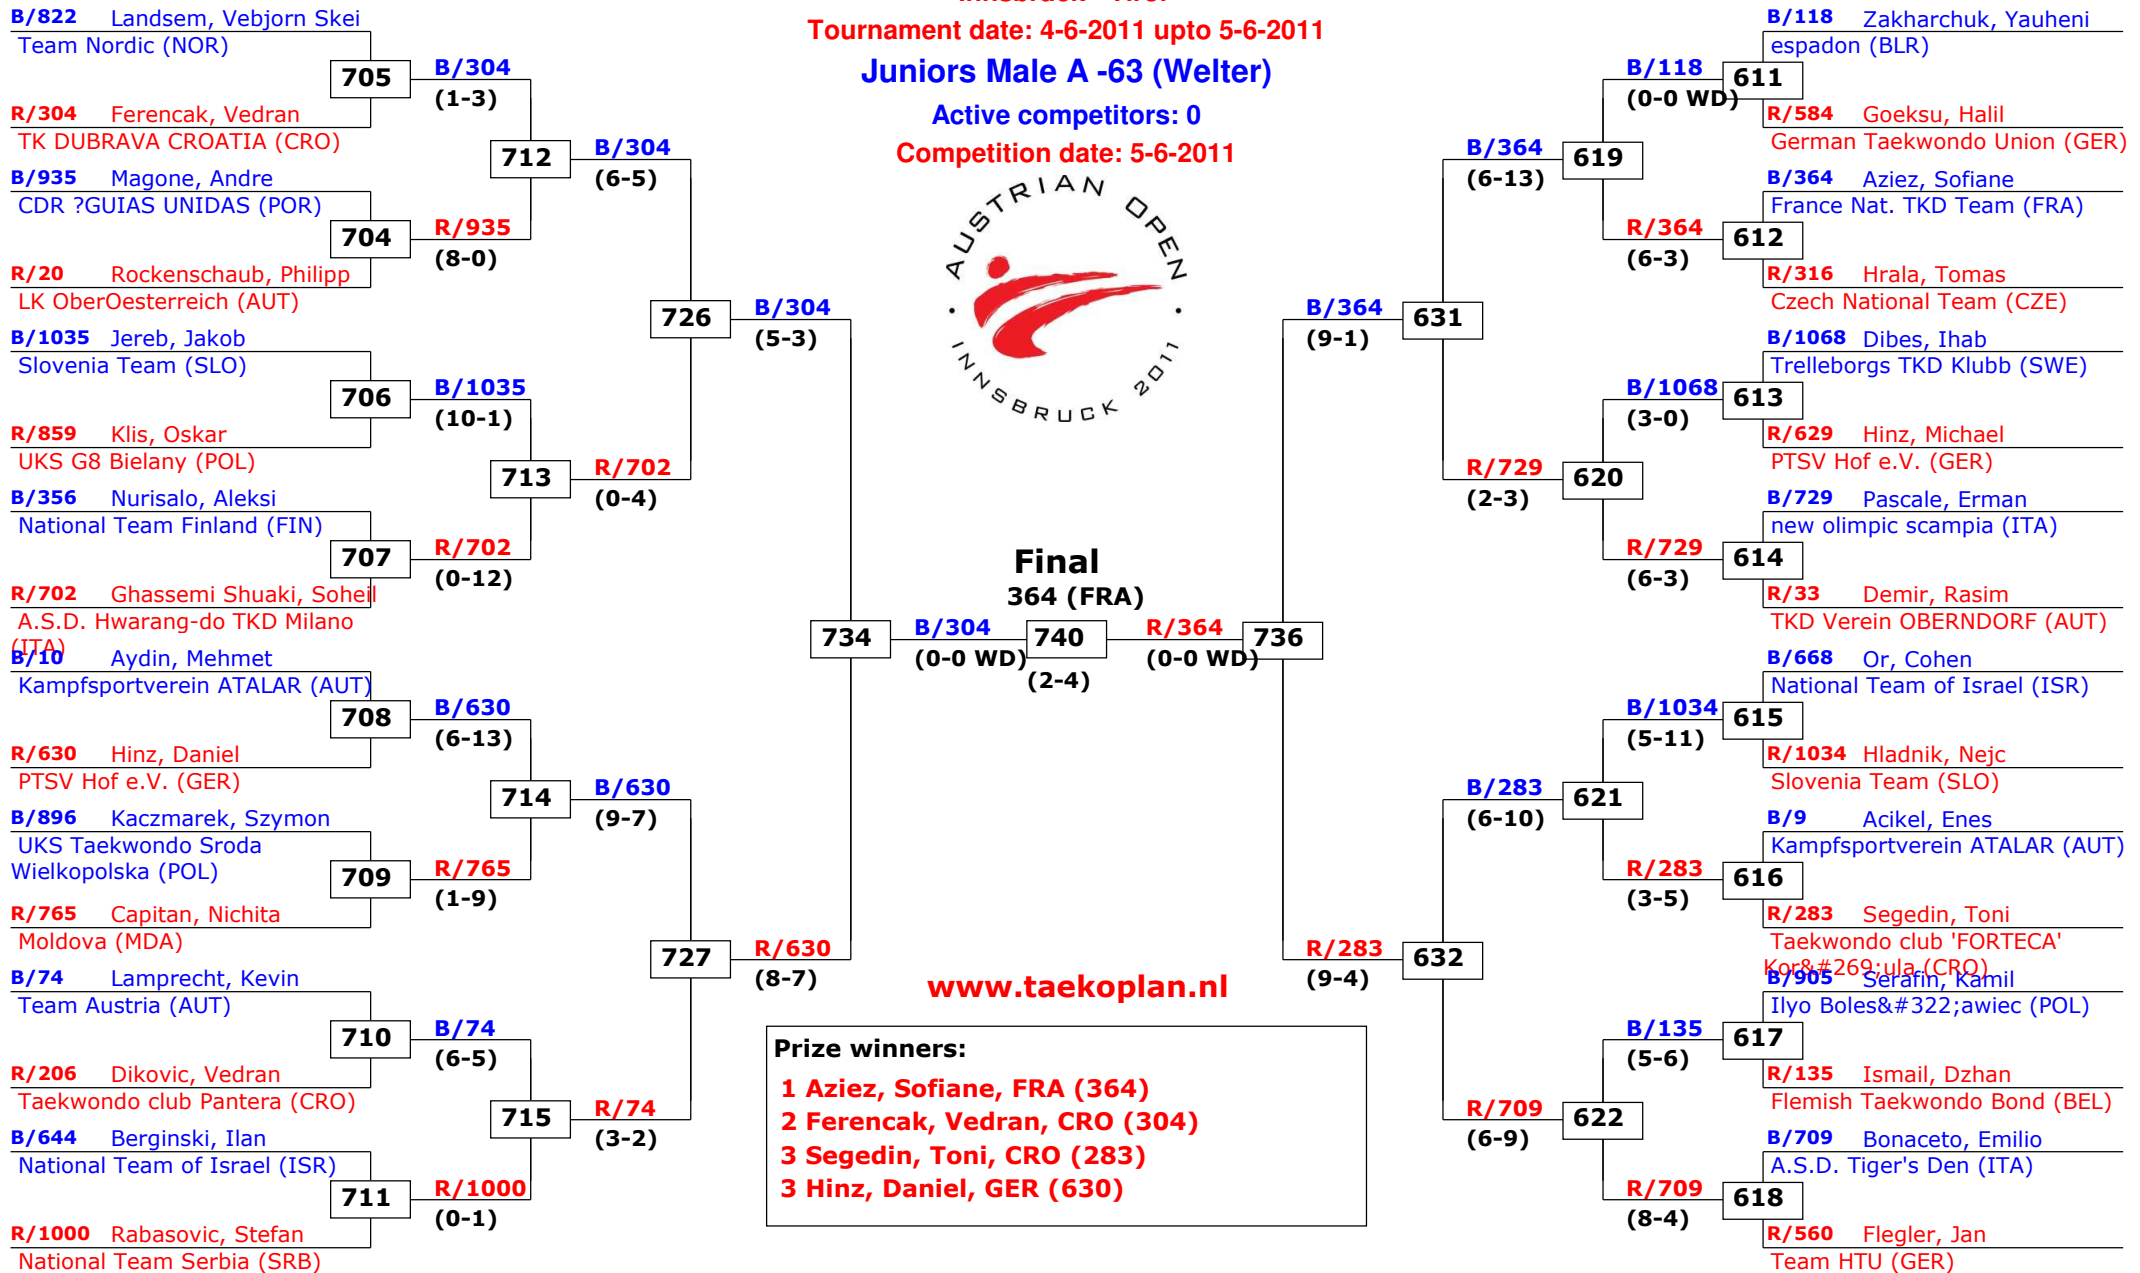 Tournament date: 4-6-2011 upto 5-6-2011
Juniors Male A -63 (Welter)
Active competitors: 0
Competition date: 5-6-2011
AUSTRIAN OPEN
· INNSBRUCK 2011 ·
B/822 Landsem, Vebjorn Skei
Team Nordic (NOR)
705
R/304 Ferencak, Vedran
TK DUBRAVA CROATIA (CRO)
B/935 Magone, Andre
CDR ?GUIAS UNIDAS (POR)
704
R/20 Rockenschaub, Philipp
LK OberOesterreich (AUT)
B/1035 Jereb, Jakob
Slovenia Team (SLO)
706
R/859 Klis, Oskar
UKS G8 Bielany (POL)
B/356 Nurisalo, Aleksi
National Team Finland (FIN)
707
R/702 Ghassemi Shuaki, Soheil
A.S.D. Hwarang-do TKD Milano
(ITA)
B/10 Aydin, Mehmet
Kampfsportverein ATALAR (AUT)
708
R/630 Hinz, Daniel
PTSV Hof e.V. (GER)
B/896 Kaczmarek, Szymon
UKS Taekwondo Sroda
Wielkopolska (POL)
709
R/765 Capitan, Nichita
Moldova (MDA)
B/74 Lamprecht, Kevin
Team Austria (AUT)
710
R/206 Dikovic, Vedran
Taekwondo club Pantera (CRO)
B/644 Berginski, Ilan
National Team of Israel (ISR)
711
R/1000 Rabasovic, Stefan
National Team Serbia (SRB)
B/304
(1-3)
712
R/935
(8-0)
B/1035
(10-1)
713
R/702
(0-12)
B/630
(6-13)
714
R/765
(1-9)
B/74
(6-5)
715
R/1000
(0-1)
B/304
(6-5)
726
R/702
(0-4)
B/630
(9-7)
727
R/74
(3-2)
B/304
(5-3)
734
R/630
(8-7)
Final
364 (FRA)
B/304
(0-0 WD)
740
(2-4)
R/364
(0-0 WD)
736
B/364
(9-1)
631
R/283
(9-4)
632
B/364
(6-13)
619
R/729
(2-3)
620
B/283
(6-10)
621
R/709
(6-9)
622
B/118
(0-0 WD)
611
R/364
(6-3)
612
B/1068
(3-0)
613
R/729
(6-3)
614
B/1034
(5-11)
615
R/283
(3-5)
616
B/135
(5-6)
617
R/709
(8-4)
618
B/118 Zakharchuk, Yauheni
espadon (BLR)
R/584 Goeksu, Halil
German Taekwondo Union (GER)
B/364 Aziez, Sofiane
France Nat. TKD Team (FRA)
R/316 Hrala, Tomas
Czech National Team (CZE)
B/1068 Dibes, Ihab
Trelleborgs TKD Klubb (SWE)
R/629 Hinz, Michael
PTSV Hof e.V. (GER)
B/729 Pascale, Erman
new olimpic scampia (ITA)
R/33 Demir, Rasim
TKD Verein OBERNDORF (AUT)
B/668 Or, Cohen
National Team of Israel (ISR)
R/1034 Hladnik, Nejc
Slovenia Team (SLO)
B/9 Acikel, Enes
Kampfsportverein ATALAR (AUT)
R/283 Segedin, Toni
Taekwondo club 'FORTECA'
Kor&#269;ula (CRO)
B/905 Serafin, Kamil
Ilyo Boles&#322;awiec (POL)
R/135 Ismail, Dzhan
Flemish Taekwondo Bond (BEL)
B/709 Bonaceto, Emilio
A.S.D. Tiger's Den (ITA)
R/560 Flegler, Jan
Team HTU (GER)
www.taekoplan.nl
Prize winners:
1 Aziez, Sofiane, FRA (364)
2 Ferencak, Vedran, CRO (304)
3 Segedin, Toni, CRO (283)
3 Hinz, Daniel, GER (630)